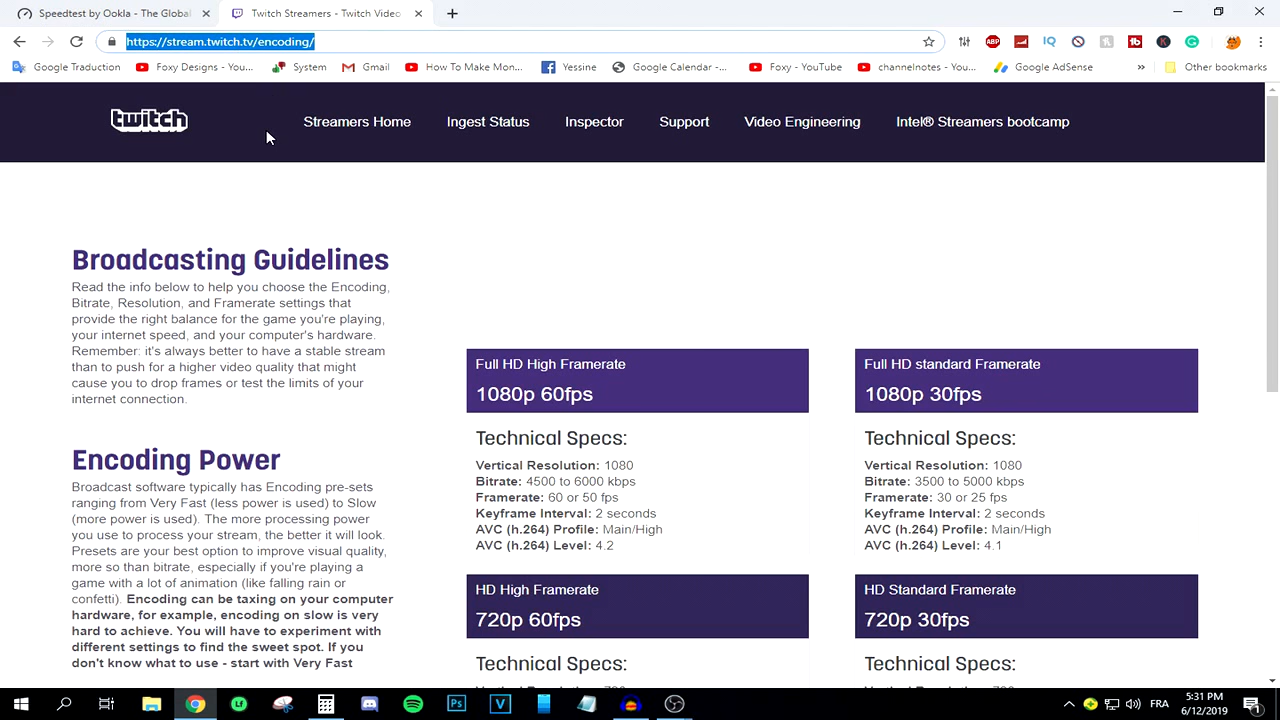 Speedtest by Ookla - The Global
Twitch Streamers - Twitch Video
https://stream.twitch.tv/encoding/
ABP
IQ
Google Traduction
Foxy Designs - You...
System
Gmail
How To Make Mon...
Yessine
Google Calendar -...
Foxy - YouTube
channelnotes - You...
Google AdSense
»
Other bookmarks
twitch
Streamers Home
Ingest Status
Inspector
Support
Video Engineering
Intel® Streamers bootcamp
Broadcasting Guidelines
Read the info below to help you choose the Encoding,
Bitrate, Resolution, and Framerate settings that
provide the right balance for the game you're playing,
your internet speed, and your computer's hardware.
Remember: it's always better to have a stable stream
than to push for a higher video quality that might
cause you to drop frames or test the limits of your
internet connection.
Encoding Power
Broadcast software typically has Encoding pre-sets
ranging from Very Fast (less power is used) to Slow
(more power is used). The more processing power
you use to process your stream, the better it will look.
Presets are your best option to improve visual quality,
more so than bitrate, especially if you're playing a
game with a lot of animation (like falling rain or
confetti). Encoding can be taxing on your computer
hardware, for example, encoding on slow is very
hard to achieve. You will have to experiment with
different settings to find the sweet spot. If you
don't know what to use - start with Very Fast
Full HD High Framerate
1080p 60fps
Technical Specs:
Vertical Resolution: 1080
Bitrate: 4500 to 6000 kbps
Framerate: 60 or 50 fps
Keyframe Interval: 2 seconds
AVC (h.264) Profile: Main/High
AVC (h.264) Level: 4.2
Full HD standard Framerate
1080p 30fps
Technical Specs:
Vertical Resolution: 1080
Bitrate: 3500 to 5000 kbps
Framerate: 30 or 25 fps
Keyframe Interval: 2 seconds
AVC (h.264) Profile: Main/High
AVC (h.264) Level: 4.1
HD High Framerate
720p 60fps
Technical Specs:
HD Standard Framerate
720p 30fps
Technical Specs:
Ps
V
FRA
5:31 PM
6/12/2019